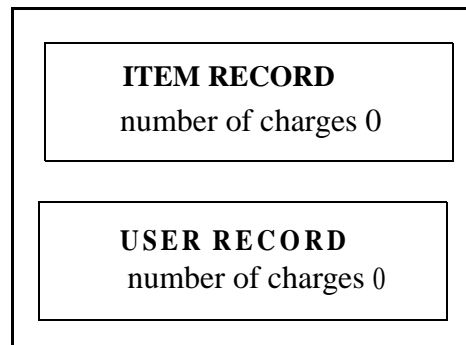 ITEM RECORD
number of charges 0
USER RECORD
number of charges 0